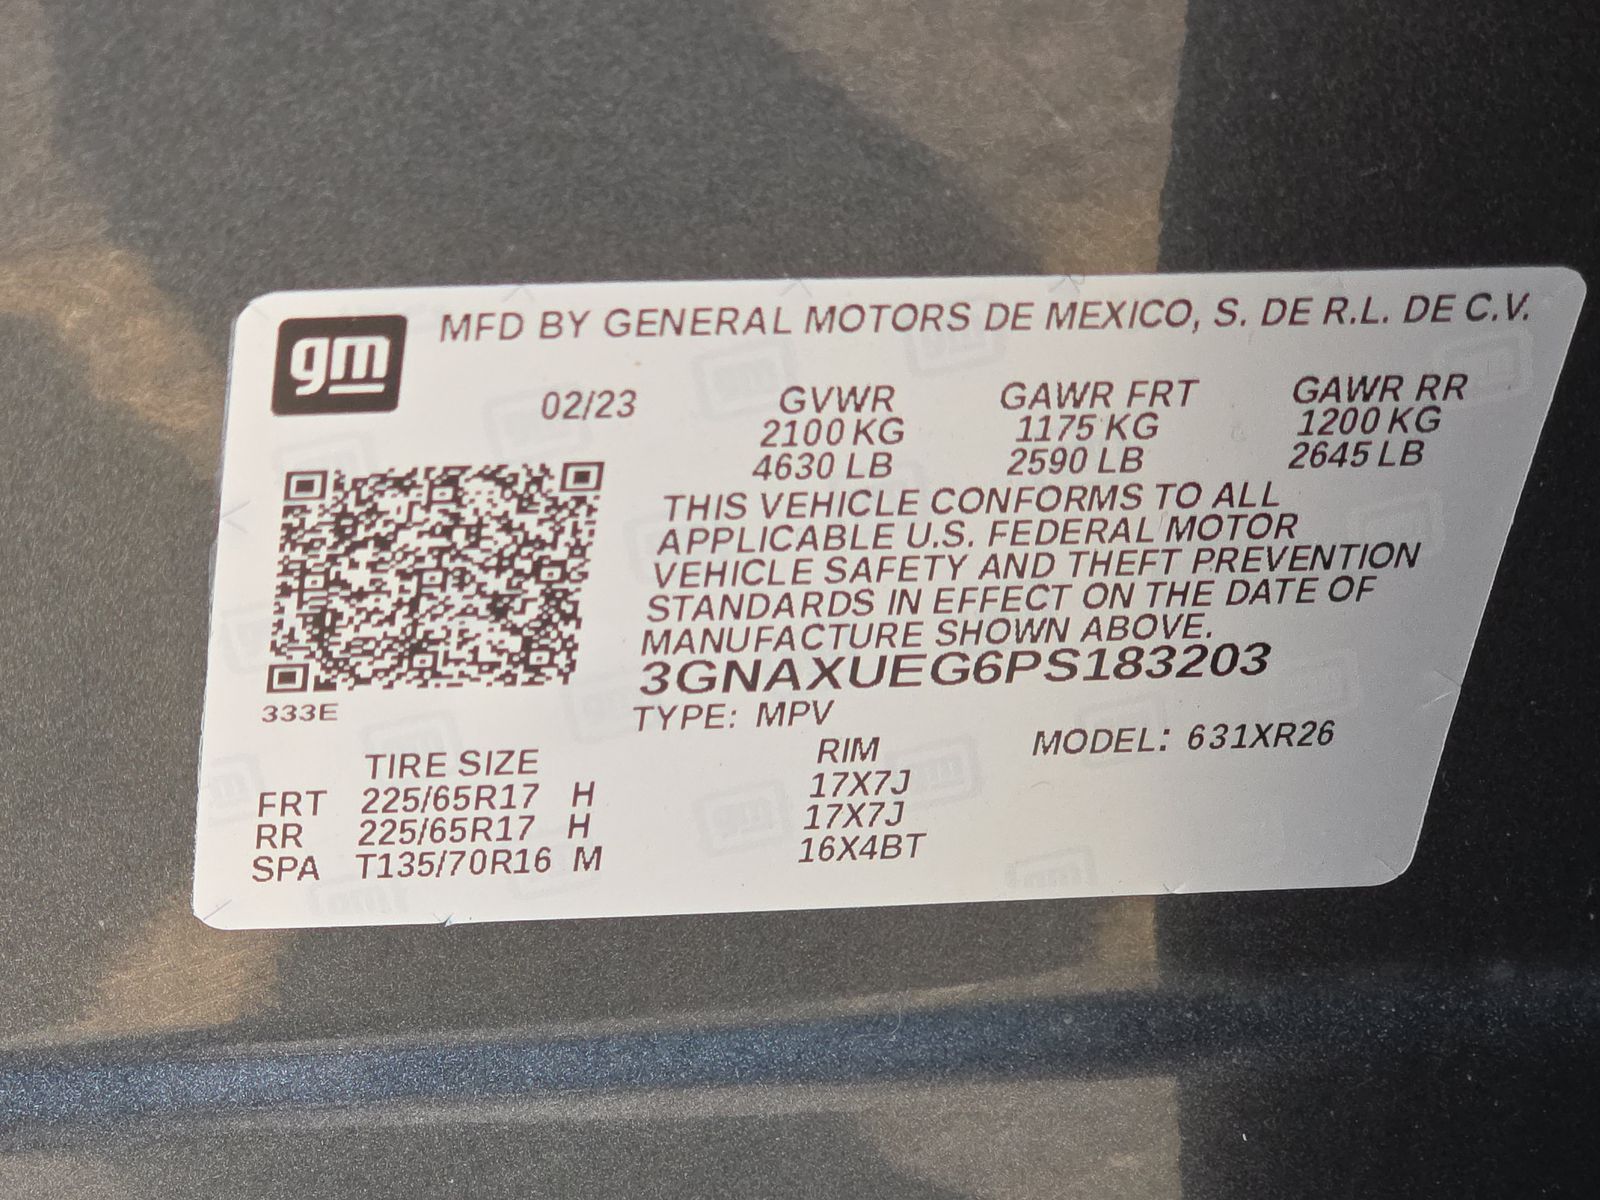 gm
MFD BY GENERAL MOTORS DE MEXICO, S. DE R.L. DE C.V.
02/23 GVWR GAWR FRT GAWR RR
2100 KG 1175 KG 1200 KG
4630 LB 2590 LB 2645 LB
THIS VEHICLE CONFORMS TO ALL
APPLICABLE U.S. FEDERAL MOTOR
VEHICLE SAFETY AND THEFT PREVENTION
STANDARDS IN EFFECT ON THE DATE OF
MANUFACTURE SHOWN ABOVE.
3GNAXUEG6PS183203
333E
TYPE: MPV MODEL: 631XR26
TIRE SIZE RIM
FRT 225/65R17 H 17X7J
RR 225/65R17 H 17X7J
SPA T135/70R16 M 16X4BT